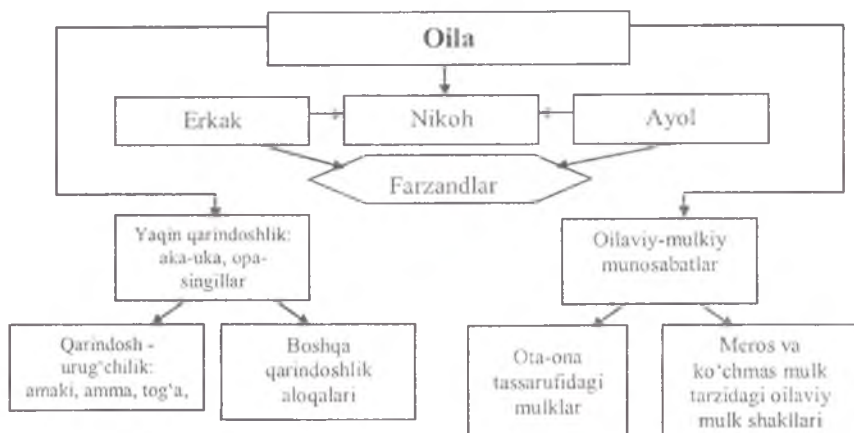 Oila
Erkak
Nikoh
Ayol
Farzandlar
Yaqin qarindoshlik:
aka-uka, opa-
singillar
Oilaviy-mulkiy
munosabatlar
Qarindosh -
urug‘chilik:
amaki, amma, tog‘a,
Boshqa
qarindoshlik
aloqalari
Ota-ona
tassarufidagi
mulklar
Meros va
ko‘chmas mulk
tarzidagi oilaviy
mulk shakllari